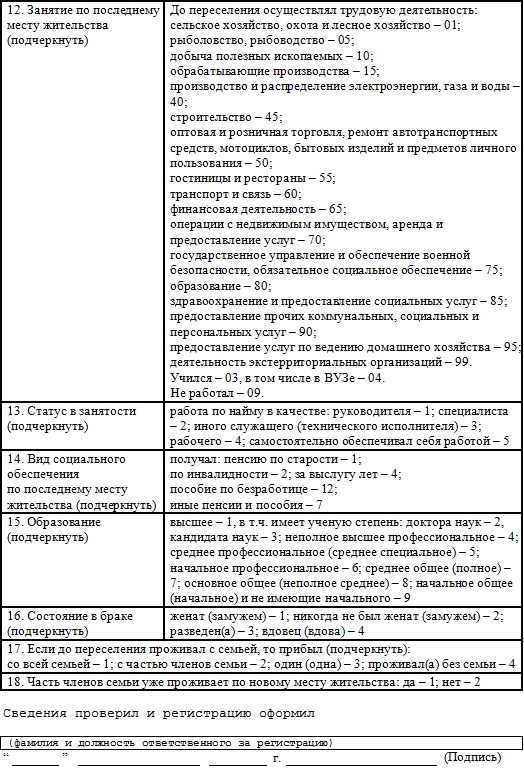 12. Занятие по последнему
месту жительства
(подчеркнуть)
До переселения осуществлял трудовую деятельность:
сельское хозяйство, охота и лесное хозяйство – 01;
рыболовство, рыбоводство – 05;
добыча полезных ископаемых – 10;
обрабатывающие производства – 15;
производство и распределение электроэнергии, газа и воды –
40;
строительство – 45;
оптовая и розничная торговля, ремонт автотранспортных
средств, мотоциклов, бытовых изделий и предметов личного
пользования – 50;
гостиницы и рестораны – 55;
транспорт и связь – 60;
финансовая деятельность – 65;
операции с недвижимым имуществом, аренда и
предоставление услуг – 70;
государственное управление и обеспечение военной
безопасности, обязательное социальное обеспечение – 75;
образование – 80;
здравоохранение и предоставление социальных услуг – 85;
предоставление прочих коммунальных, социальных и
персональных услуг – 90;
предоставление услуг по ведению домашнего хозяйства – 95;
деятельность экстерриториальных организаций – 99.
Учился – 03, в том числе в ВУЗе – 04.
Не работал – 09.
13. Статус в занятости
(подчеркнуть)
работа по найму в качестве: руководителя – 1; специалиста
– 2; иного служащего (технического исполнителя) – 3;
рабочего – 4; самостоятельно обеспечивал себя работой – 5
14. Вид социального
обеспечения
по последнему месту
жительства (подчеркнуть)
получал: пенсию по старости – 1;
по инвалидности – 2; за выслугу лет – 4;
пособие по безработице – 12;
иные пенсии и пособия – 7
15. Образование
(подчеркнуть)
высшее – 1, в т.ч. имеет ученую степень: доктора наук – 2,
кандидата наук – 3; неполное высшее профессиональное – 4;
среднее профессиональное (среднее специальное) – 5;
начальное профессиональное – 6; среднее общее (полное) –
7; основное общее (неполное среднее) – 8; начальное общее
(начальное) и не имеющие начального – 9
16. Состояние в браке
(подчеркнуть)
женат (замужем) – 1; никогда не был женат (замужем) – 2;
разведен(а) – 3; вдовец (вдова) – 4
17. Если до переселения проживал с семьей, то прибыл (подчеркнуть):
со всей семьей – 1; с частью членов семьи – 2; один (одна) – 3; проживал(а) без семьи – 4
18. Часть членов семьи уже проживает по новому месту жительства: да – 1; нет – 2
Сведения проверил и регистрацию оформил
(фамилия и должность ответственного за регистрацию)
“ ________ ” ____________________ __________ г. _________________________ (Подпись)